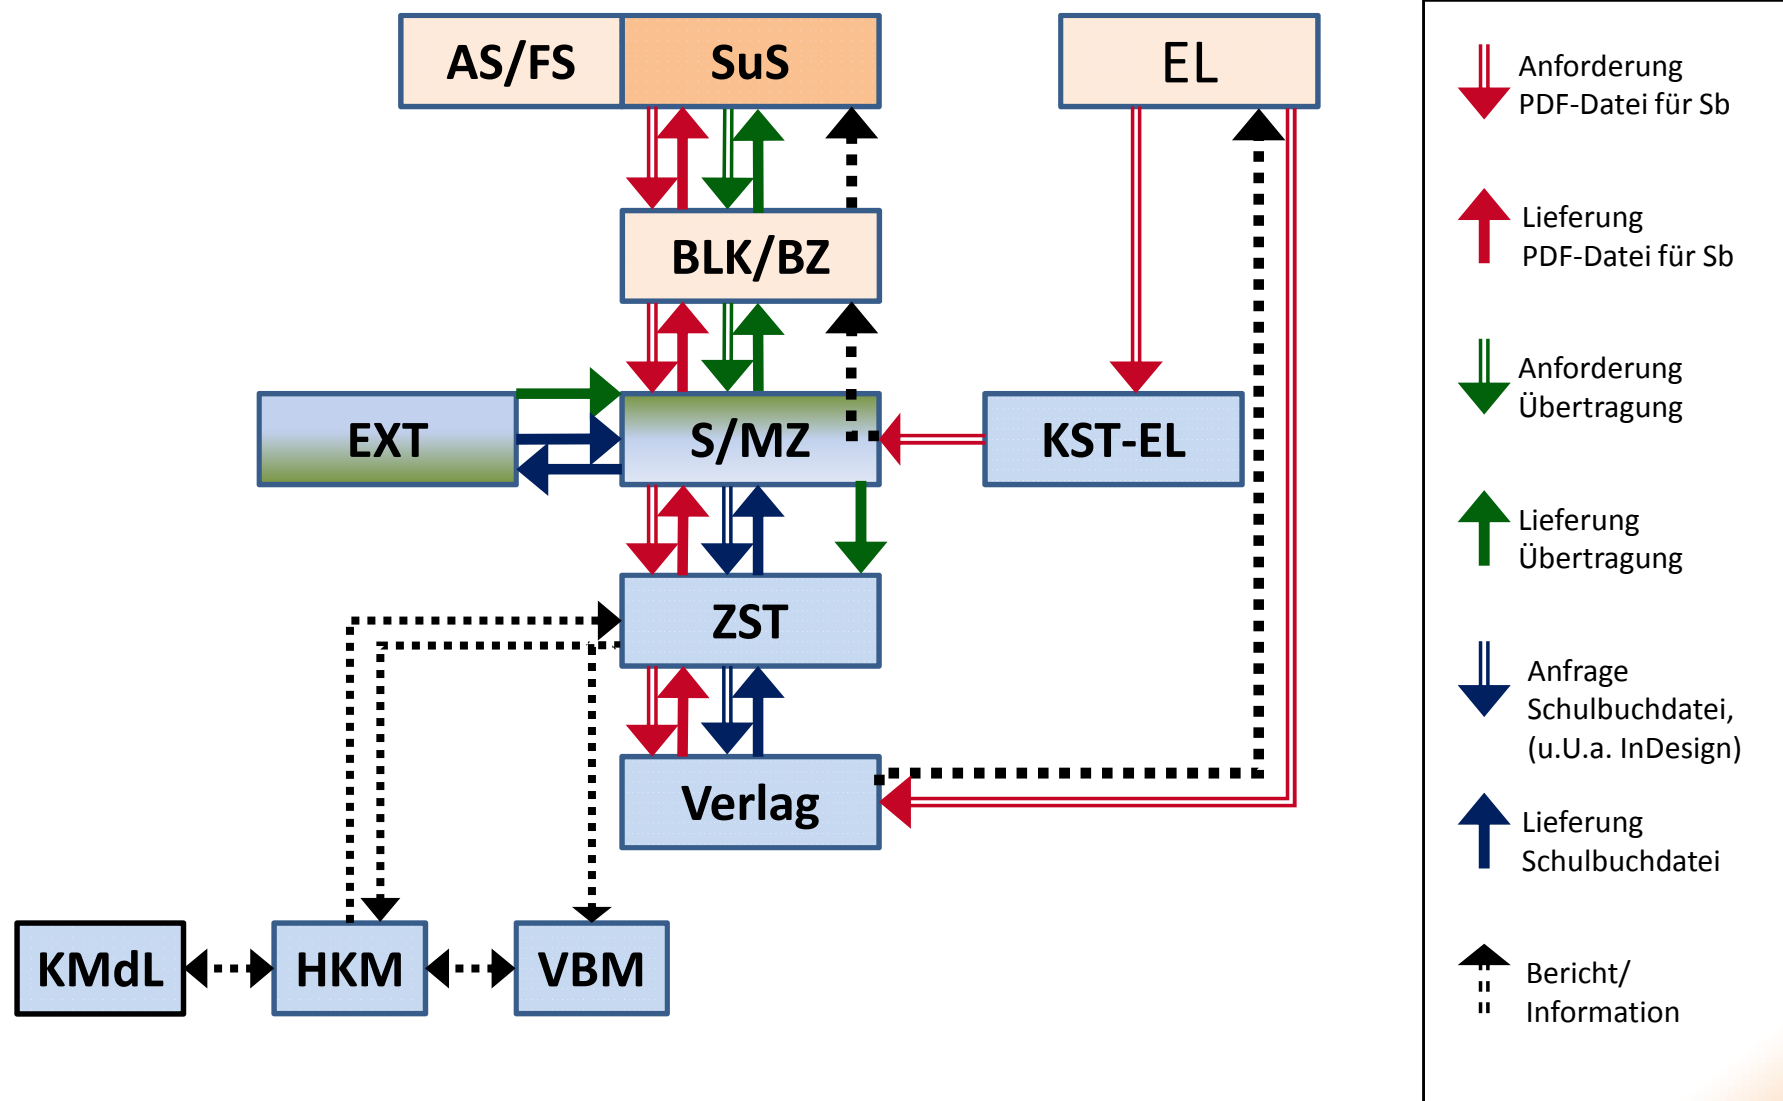 AS/FS
SuS
EL
BLK/BZ
EXT
S/MZ
KST-EL
ZST
Verlag
KMdL
HKM
VBM
Anforderung
PDF-Datei für Sb
Lieferung
PDF-Datei für Sb
Anforderung
Übertragung
Lieferung
Übertragung
Anfrage
Schulbuchdatei,
(u.U.a. InDesign)
Lieferung
Schulbuchdatei
Bericht/
Information